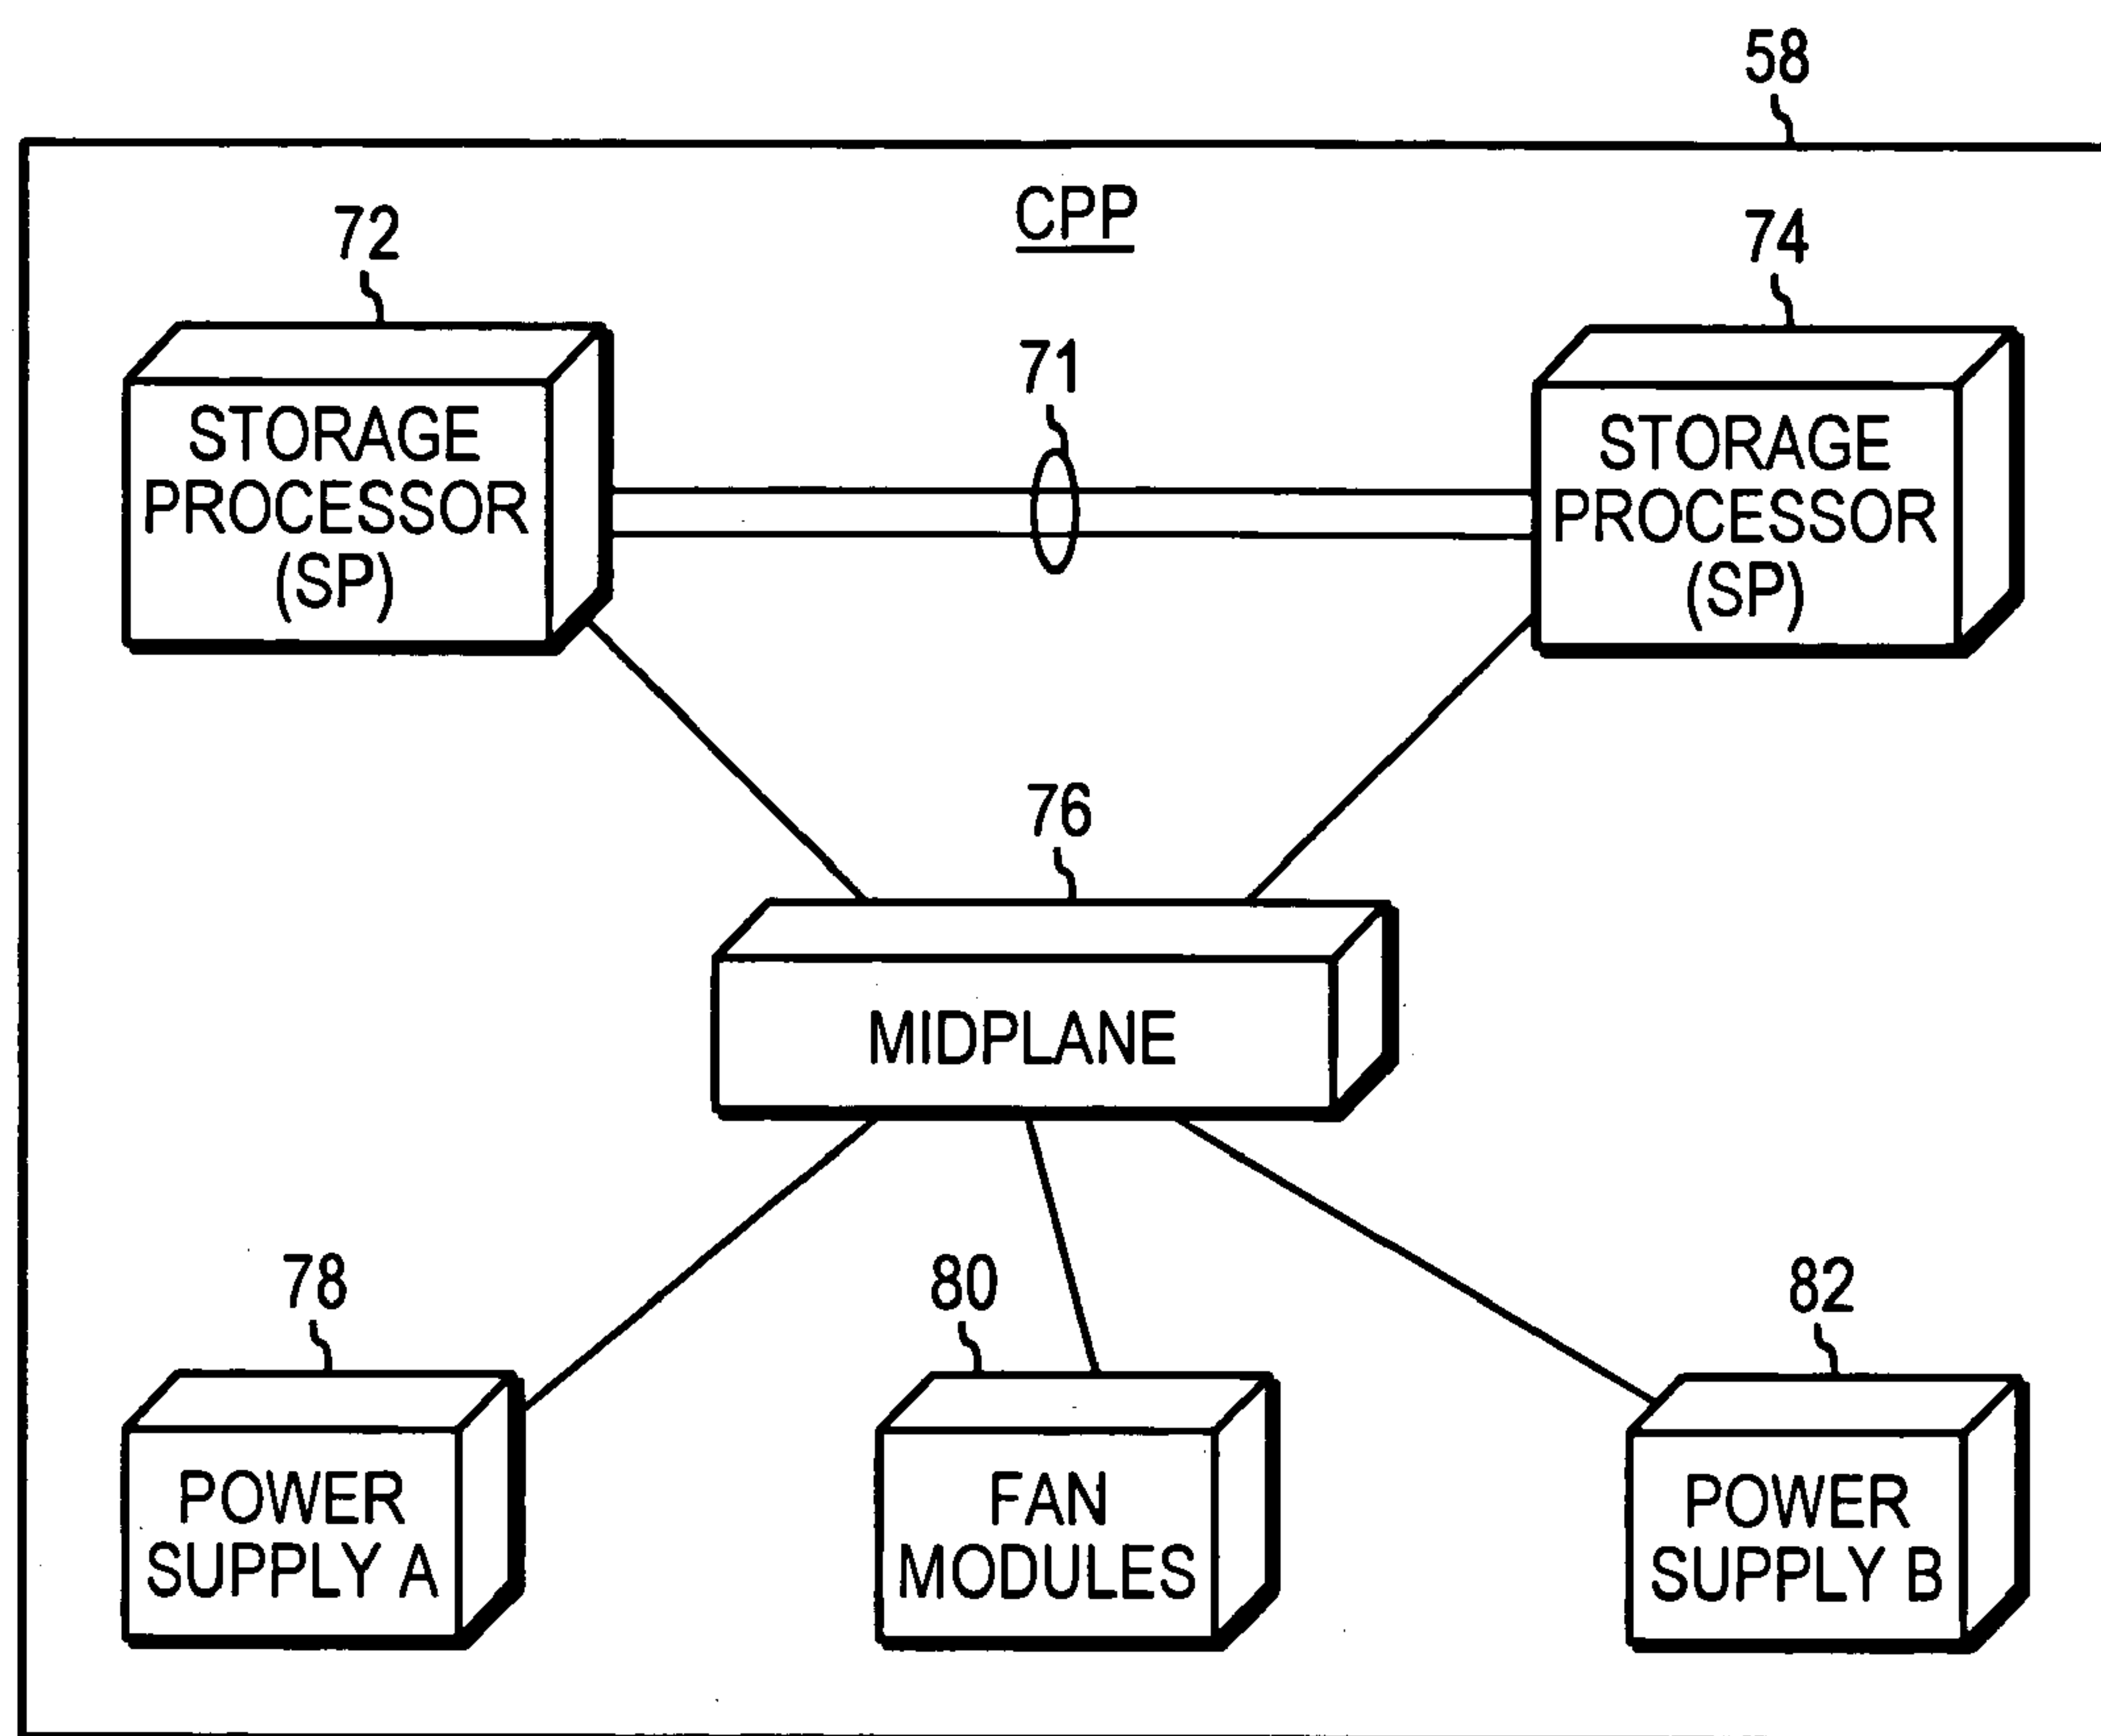 58
CPP
72
74
71
STORAGE
PROCESSOR
(SP)
STORAGE
PROCESSOR
(SP)
76
MIDPLANE
78
80
82
POWER
SUPPLY A
FAN
MODULES
POWER
SUPPLY B